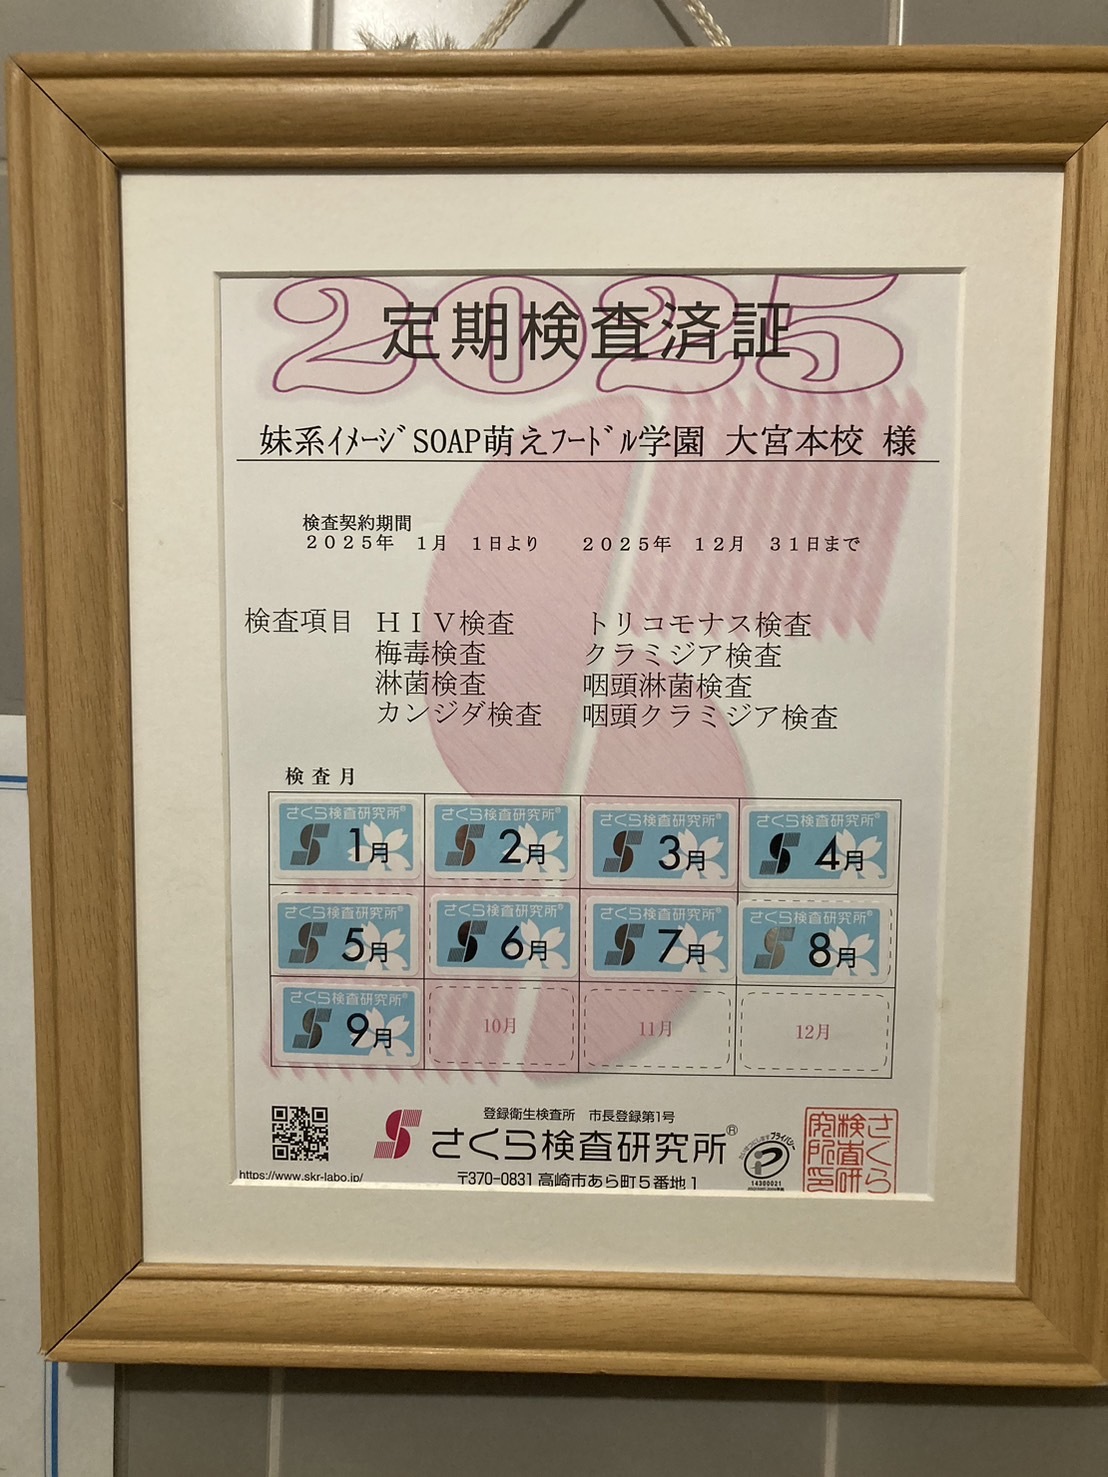 2025
定期検査済証
妹系ｲﾒｰｼﾞSOAP萌えﾌｰﾄﾞﾙ学園 大宮本校 様
検査契約期間
２０２５年 １月 １日より ２０２５年 １２月 ３１日まで
検査項目 ＨＩＶ検査 トリコモナス検査
梅毒検査 クラミジア検査
淋菌検査 咽頭淋菌検査
カンジダ検査 咽頭クラミジア検査
検査月
さくら検査研究所® さくら検査研究所® さくら検査研究所® さくら検査研究所®
1月 2月 3月 4月
さくら検査研究所® さくら検査研究所® さくら検査研究所® さくら検査研究所®
5月 6月 7月 8月
さくら検査研究所®
9月 10月 11月 12月
登録衛生検査所 市長登録第1号
さくら検査研究所®
https://www.skr-labo.jp/
〒370-0831 高崎市あら町５番地１
プライバシー
14300021
さくら
検査研
究所印